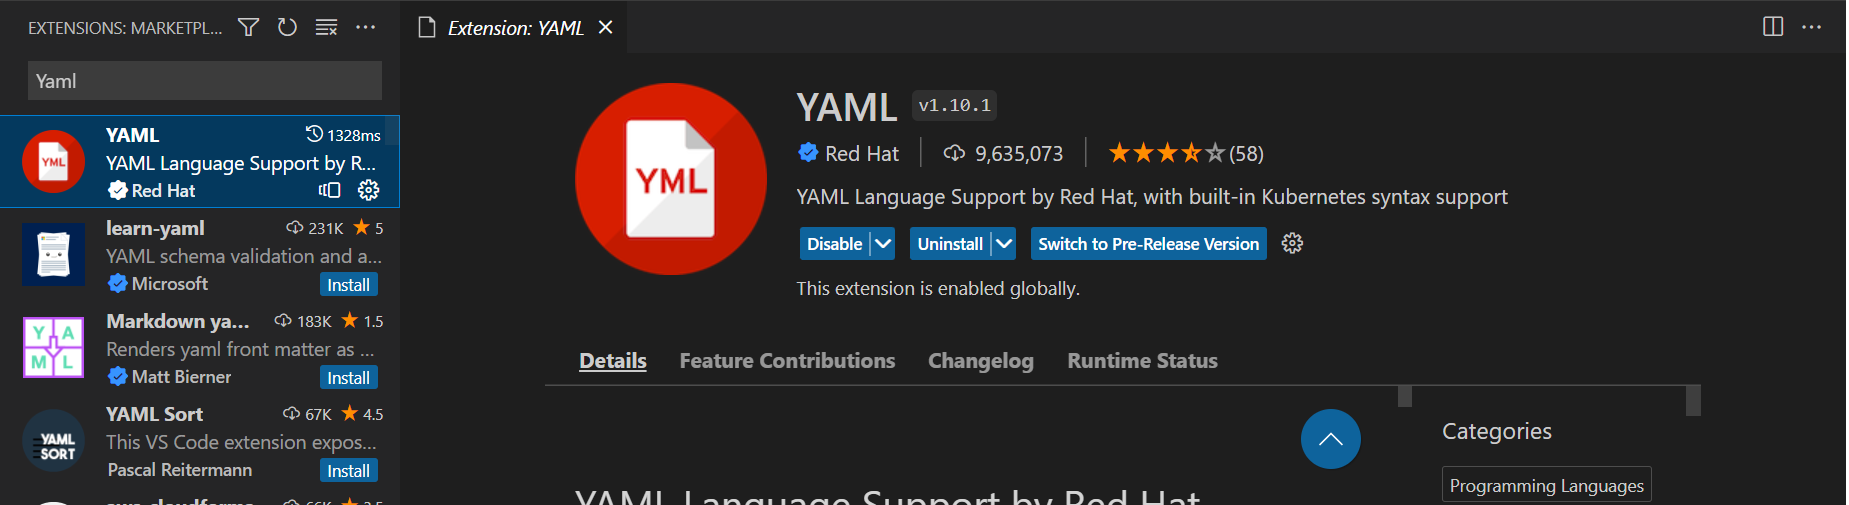 EXTENSIONS: MARKETPL...
Yaml
YAML 1328ms
YAML Language Support by R...
Red Hat
YML
learn-yaml 231K 5
YAML schema validation and a...
Microsoft Install
Markdown ya... 183K 1.5
Renders yaml front matter as ...
Matt Bierner Install
YA
ML
YAML Sort 67K 4.5
This VS Code extension expos...
Pascal Reitermann Install
YAML
SORT
Extension: YAML
YML
YAML v1.10.1
Red Hat 9,635,073 (58)
YAML Language Support by Red Hat, with built-in Kubernetes syntax support
Disable Uninstall Switch to Pre-Release Version
This extension is enabled globally.
Details Feature Contributions Changelog Runtime Status
Categories
Programming Languages
YAML Language Support by Red Hat